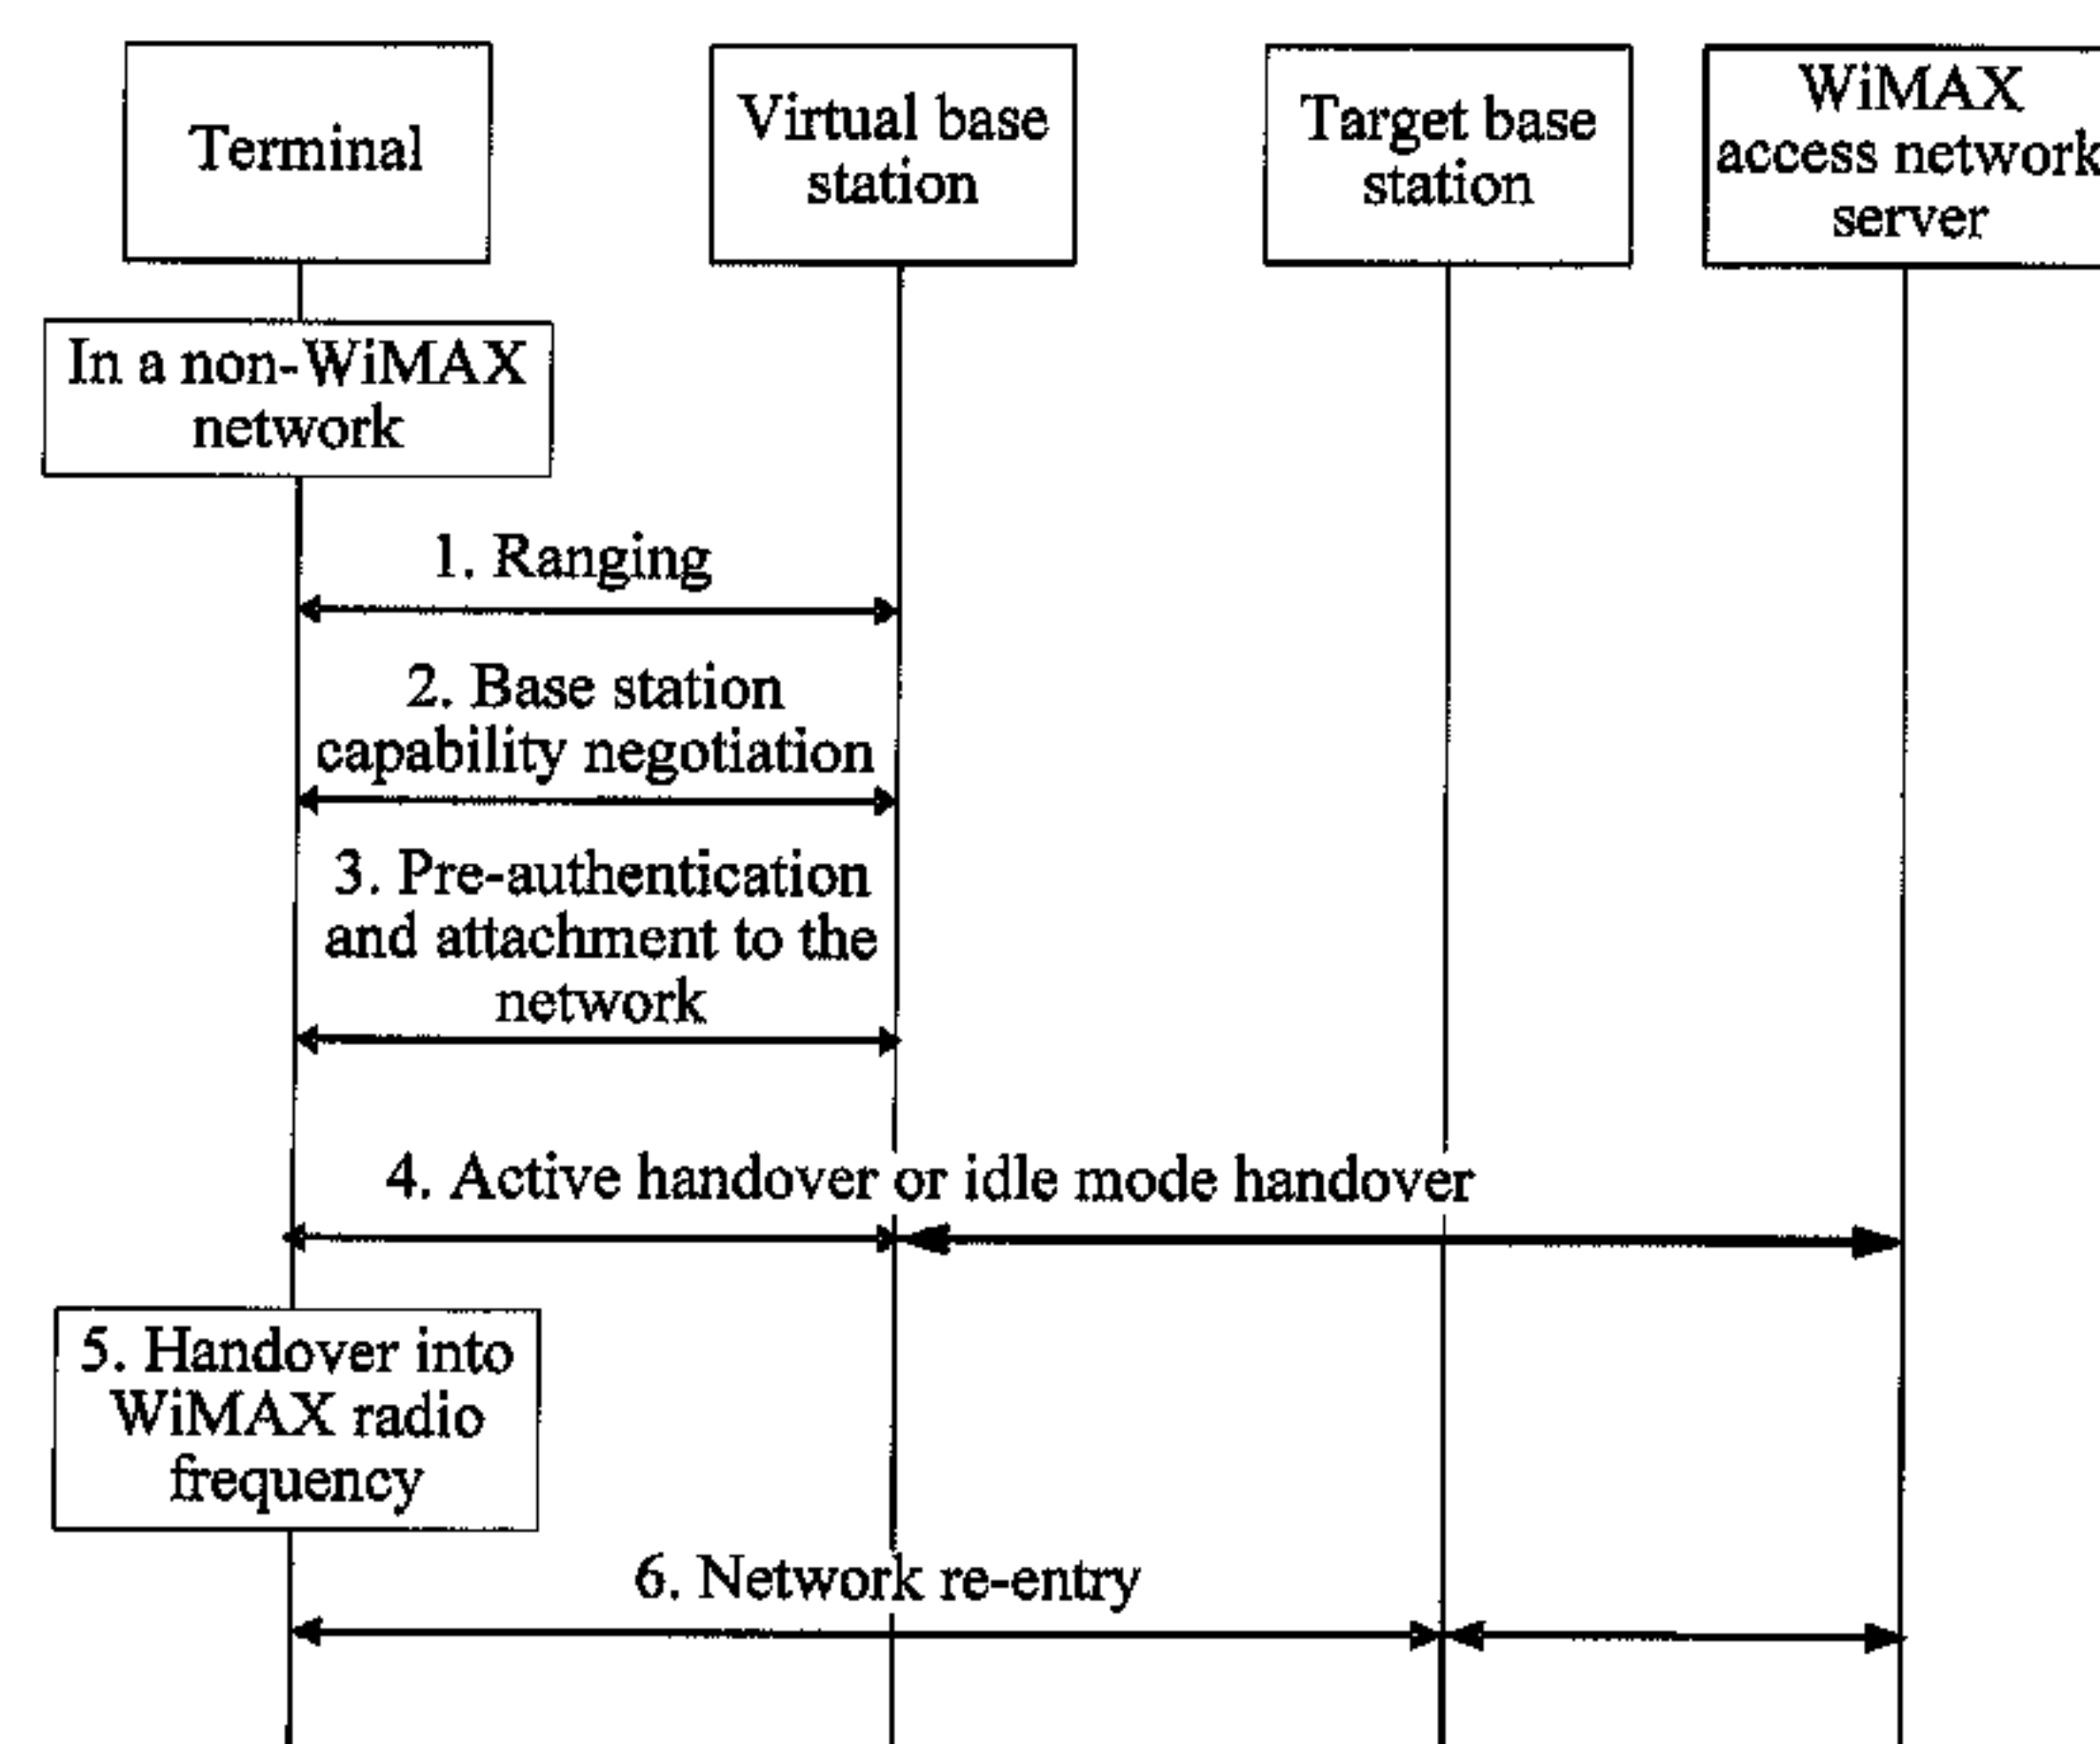 Terminal
Virtual base
station
Target base
station
WiMAX
access network
server
In a non-WiMAX
network
1. Ranging
2. Base station
capability negotiation
3. Pre-authentication
and attachment to the
network
4. Active handover or idle mode handover
5. Handover into
WiMAX radio
frequency
6. Network re-entry